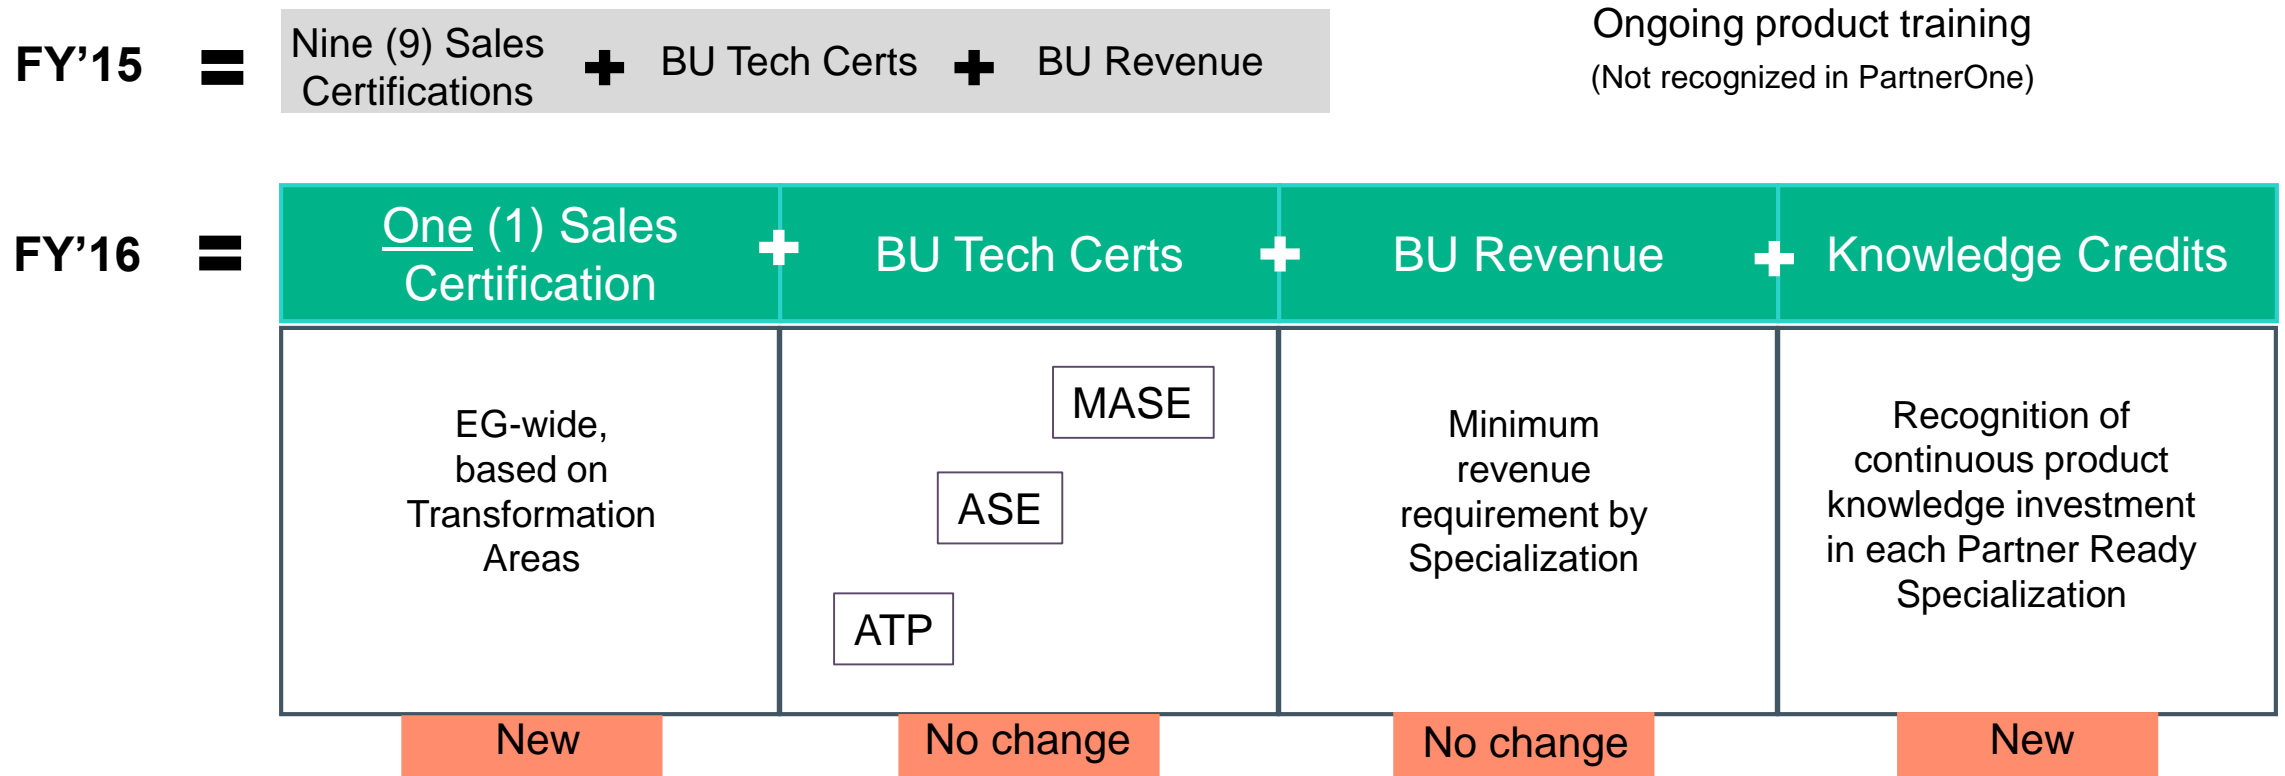 FY’15 = Nine (9) Sales + BU Tech Certs + BU Revenue
Certifications
Ongoing product training
(Not recognized in PartnerOne)
FY’16 = One (1) Sales + BU Tech Certs + BU Revenue + Knowledge Credits
Certification
EG-wide,
based on
Transformation
Areas
MASE
ASE
ATP
Minimum
revenue
requirement by
Specialization
Recognition of
continuous product
knowledge investment
in each Partner Ready
Specialization
New
No change
No change
New